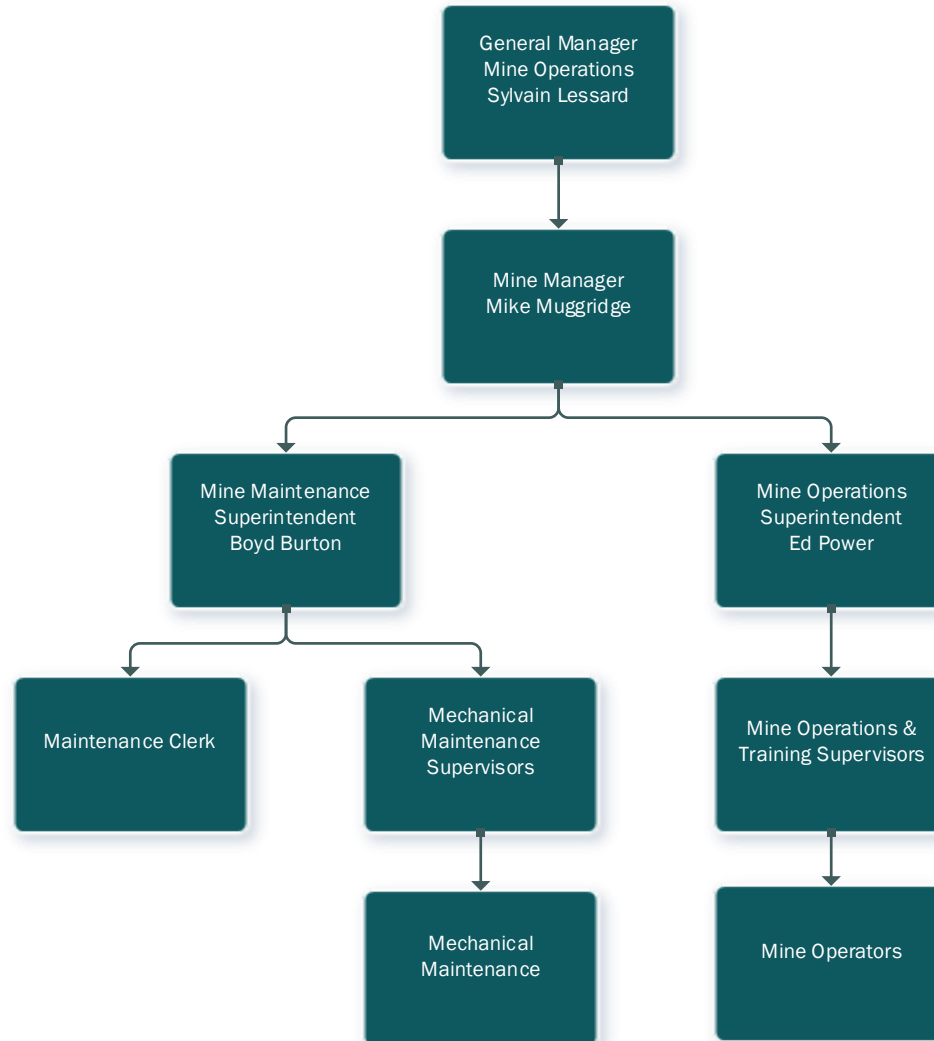 General Manager
Mine Operations
Sylvain Lessard
Mine Manager
Mike Muggridge
Mine Maintenance
Superintendent
Boyd Burton
Mine Operations
Superintendent
Ed Power
Maintenance Clerk
Mechanical
Maintenance
Supervisors
Mine Operations &
Training Supervisors
Mechanical
Maintenance
Mine Operators